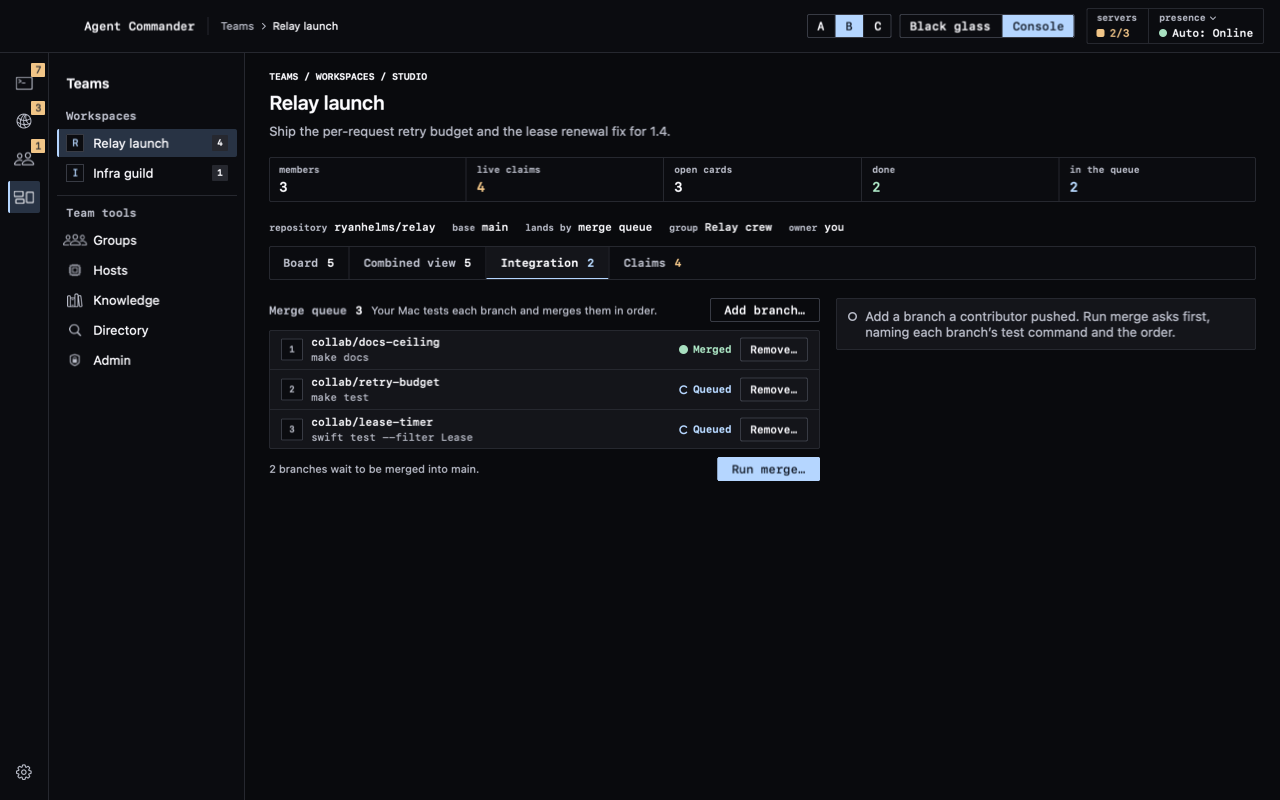 Agent Commander
Teams > Relay launch
A B C
Black glass Console
servers
2/3
presence
Auto: Online
7
3
1
Teams
Workspaces
R Relay launch 4
I Infra guild 1
Team tools
Groups
Hosts
Knowledge
Directory
Admin
TEAMS / WORKSPACES / STUDIO
Relay launch
Ship the per-request retry budget and the lease renewal fix for 1.4.
members
3
live claims
4
open cards
3
done
2
in the queue
2
repository ryanhelms/relay base main lands by merge queue group Relay crew owner you
Board 5 Combined view 5 Integration 2 Claims 4
Merge queue 3 Your Mac tests each branch and merges them in order. Add branch…
1 collab/docs-ceiling
make docs
Merged Remove…
2 collab/retry-budget
make test
Queued Remove…
3 collab/lease-timer
swift test --filter Lease
Queued Remove…
2 branches wait to be merged into main. Run merge…
Add a branch a contributor pushed. Run merge asks first,
naming each branch’s test command and the order.